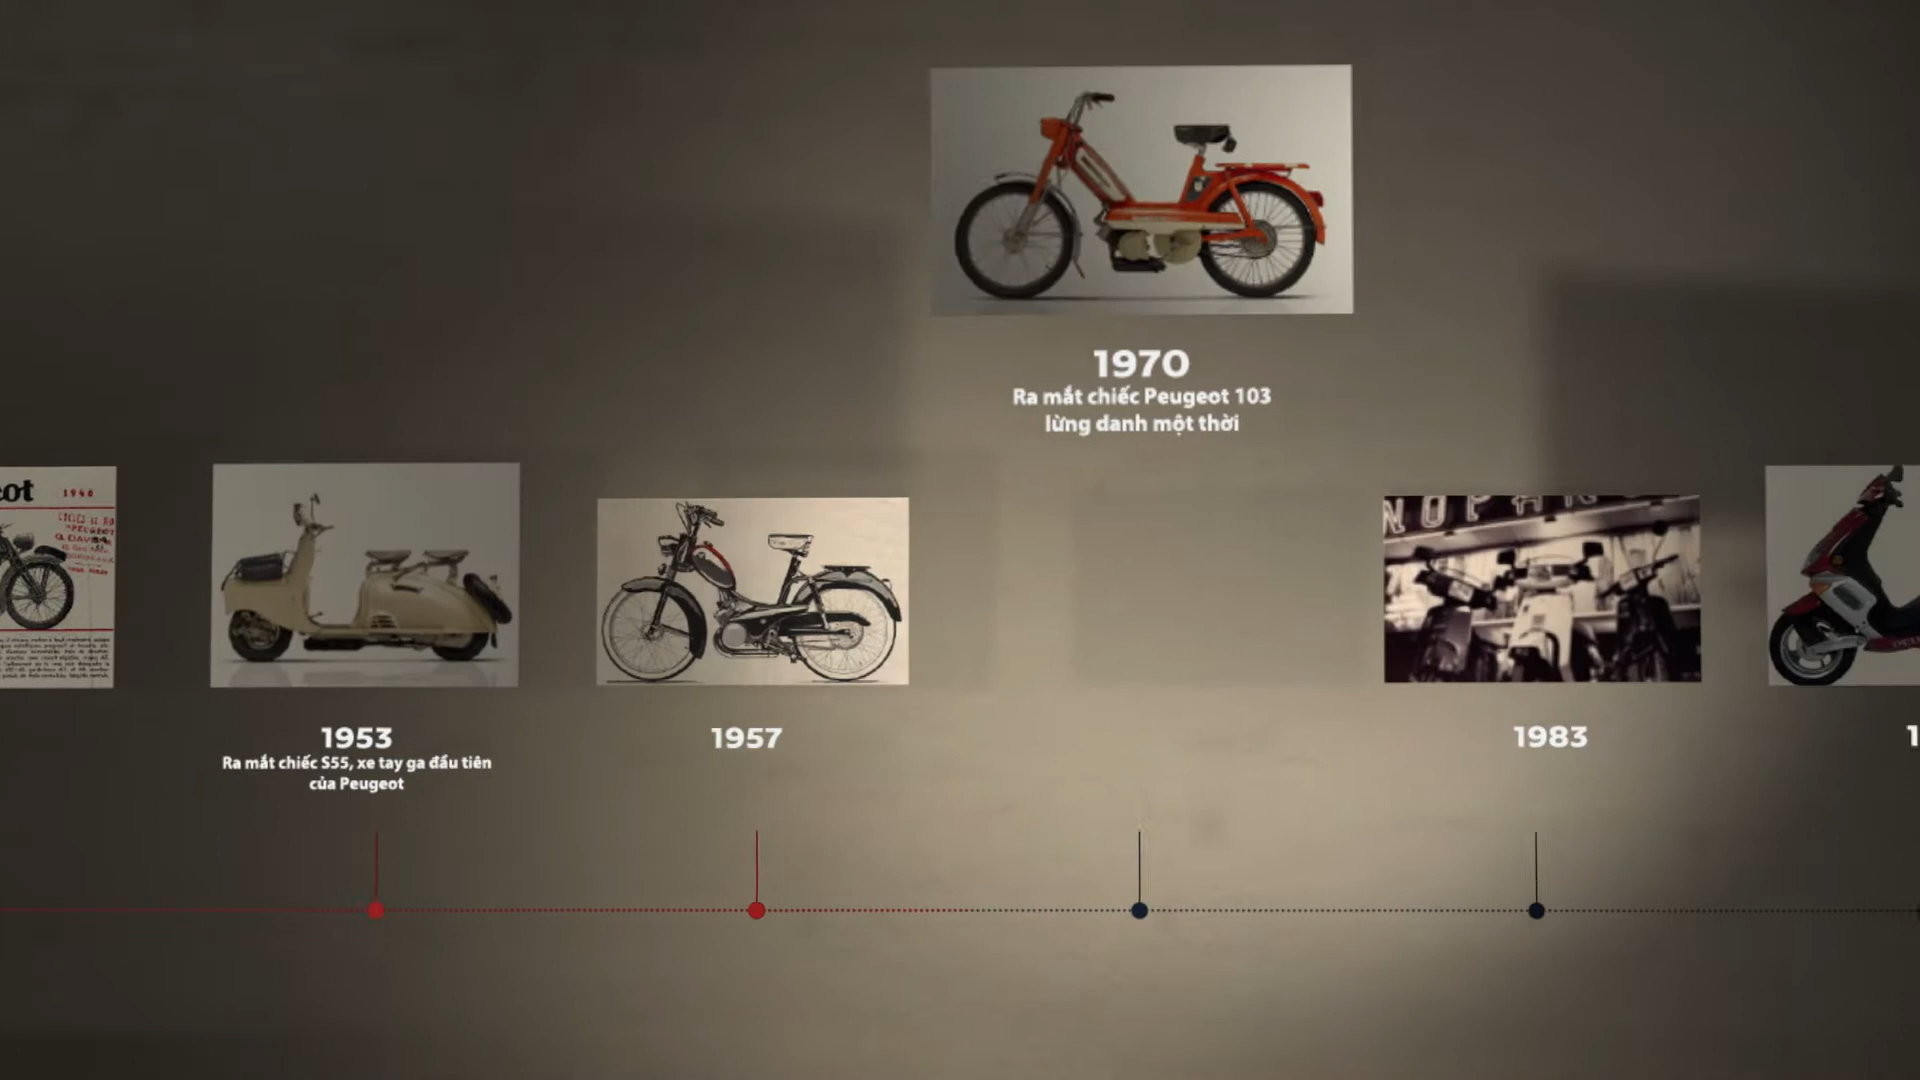 1970
Ra mắt chiếc Peugeot 103
lừng danh một thời
1940
1953
Ra mắt chiếc S55, xe tay ga đầu tiên
của Peugeot
1957
1983